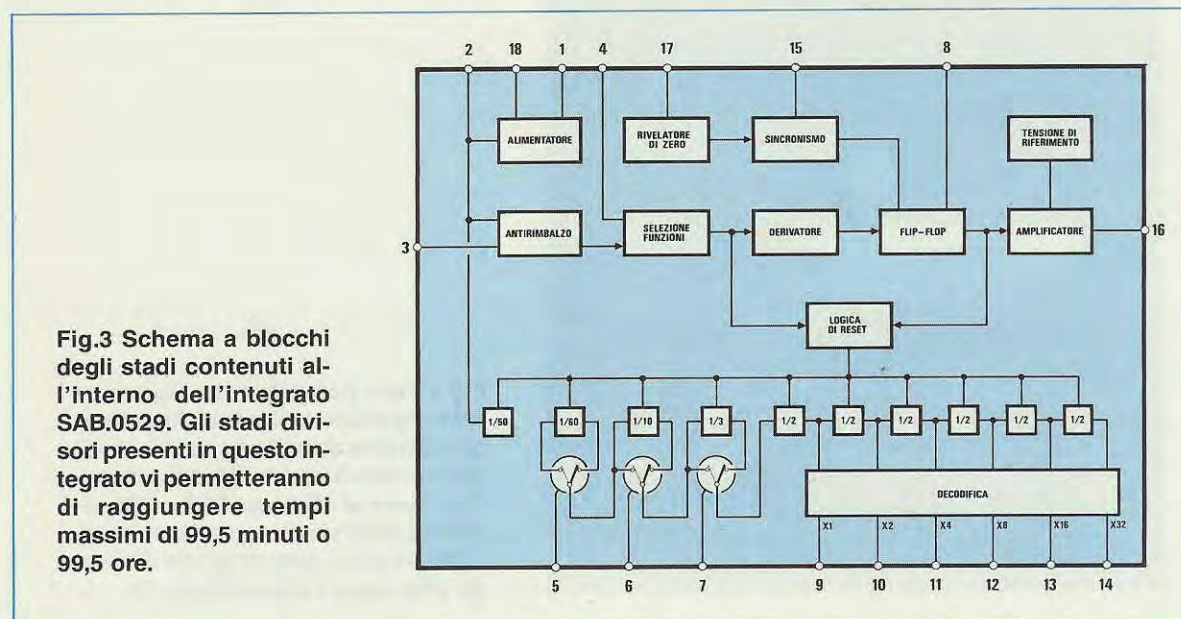 2 18 1 4 17 15 8
ALIMENTATORE
RIVELATORE
DI ZERO
SINCRONISMO
TENSIONE DI
RIFERIMENTO
3
ANTIRIMBALZO
SELEZIONE
FUNZIONI
DERIVATORE
FLIP-FLOP
AMPLIFICATORE
16
LOGICA
DI RESET
Fig.3 Schema a blocchi
degli stadi contenuti al-
l'interno dell'integrato
SAB.0529. Gli stadi divi-
sori presenti in questo in-
tegrato vi permetteranno
di raggiungere tempi
massimi di 99,5 minuti o
99,5 ore.
1/50 1/60 1/10 1/3 1/2 1/2 1/2 1/2 1/2 1/2
DECODIFICA
X1 X2 X4 X8 X16 X32
5 6 7 9 10 11 12 13 14